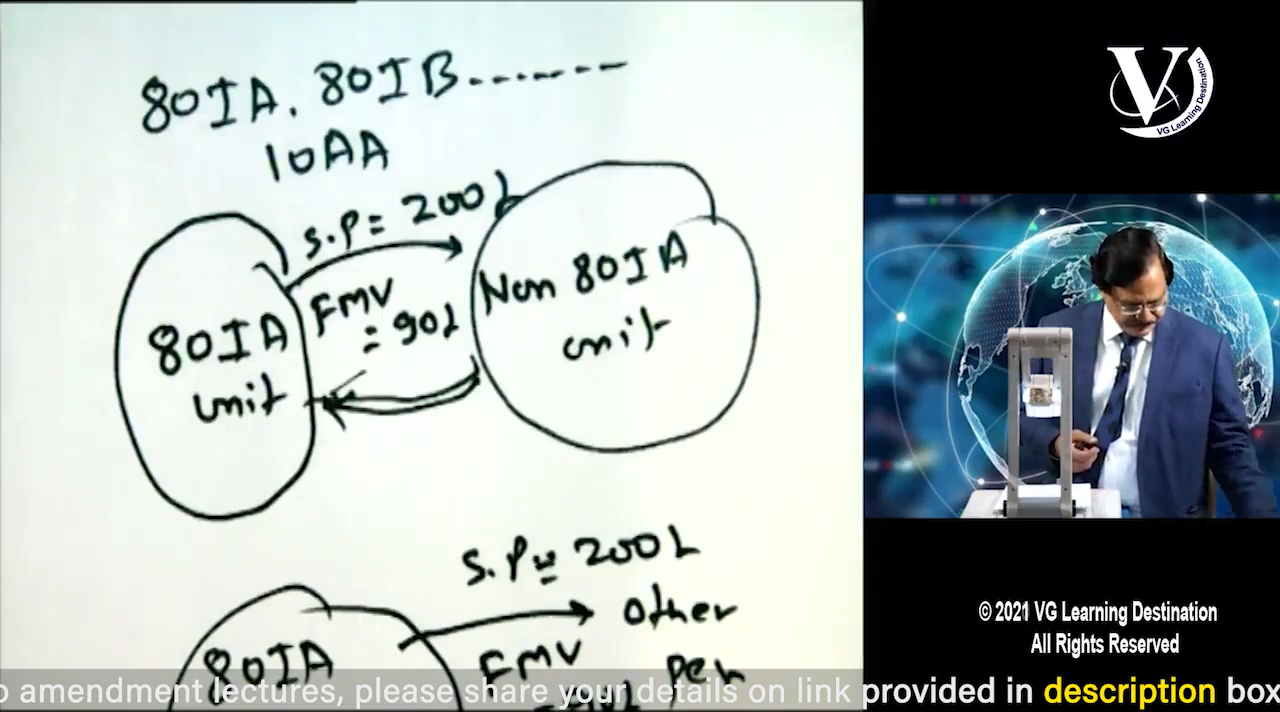 80IA, 80IB-------
10AA
S.P= 200L
FMV
= 90L
80IA
unit
Non 80IA
unit
S.P= 200L
other
Per
80IA
FMV
V
VG Learning Destination
© 2021 VG Learning Destination
All Rights Reserved
o amendment lectures, please share your details on link provided in description box